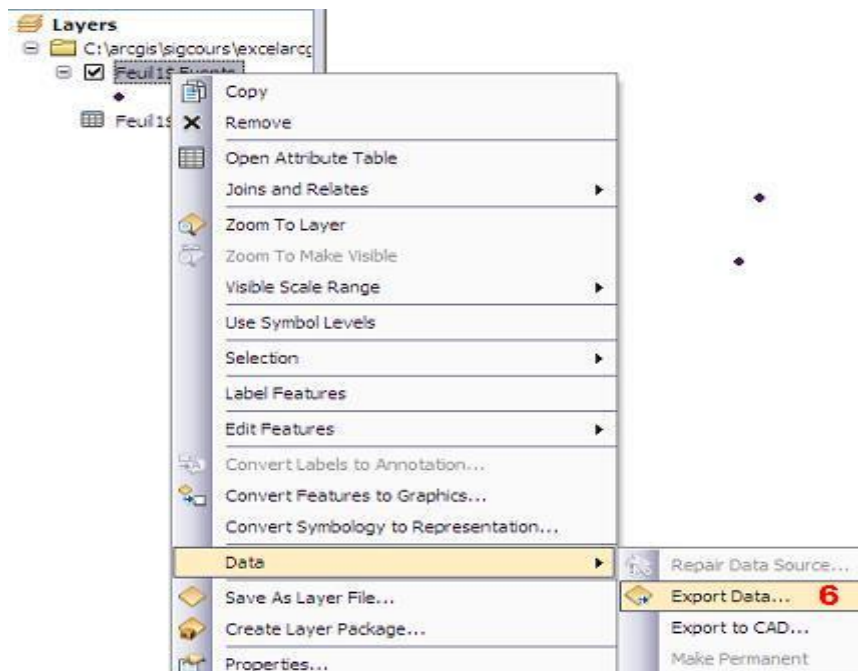 Layers
C:\arcgis\sigcours\excelarcg
Feuil1$ Events
Feuil1$
Copy
Remove
Open Attribute Table
Joins and Relates
Zoom To Layer
Zoom To Make Visible
Visible Scale Range
Use Symbol Levels
Selection
Label Features
Edit Features
Convert Labels to Annotation...
Convert Features to Graphics...
Convert Symbology to Representation...
Data
Save As Layer File...
Create Layer Package...
Properties...
Repair Data Source...
Export Data... 6
Export to CAD...
Make Permanent